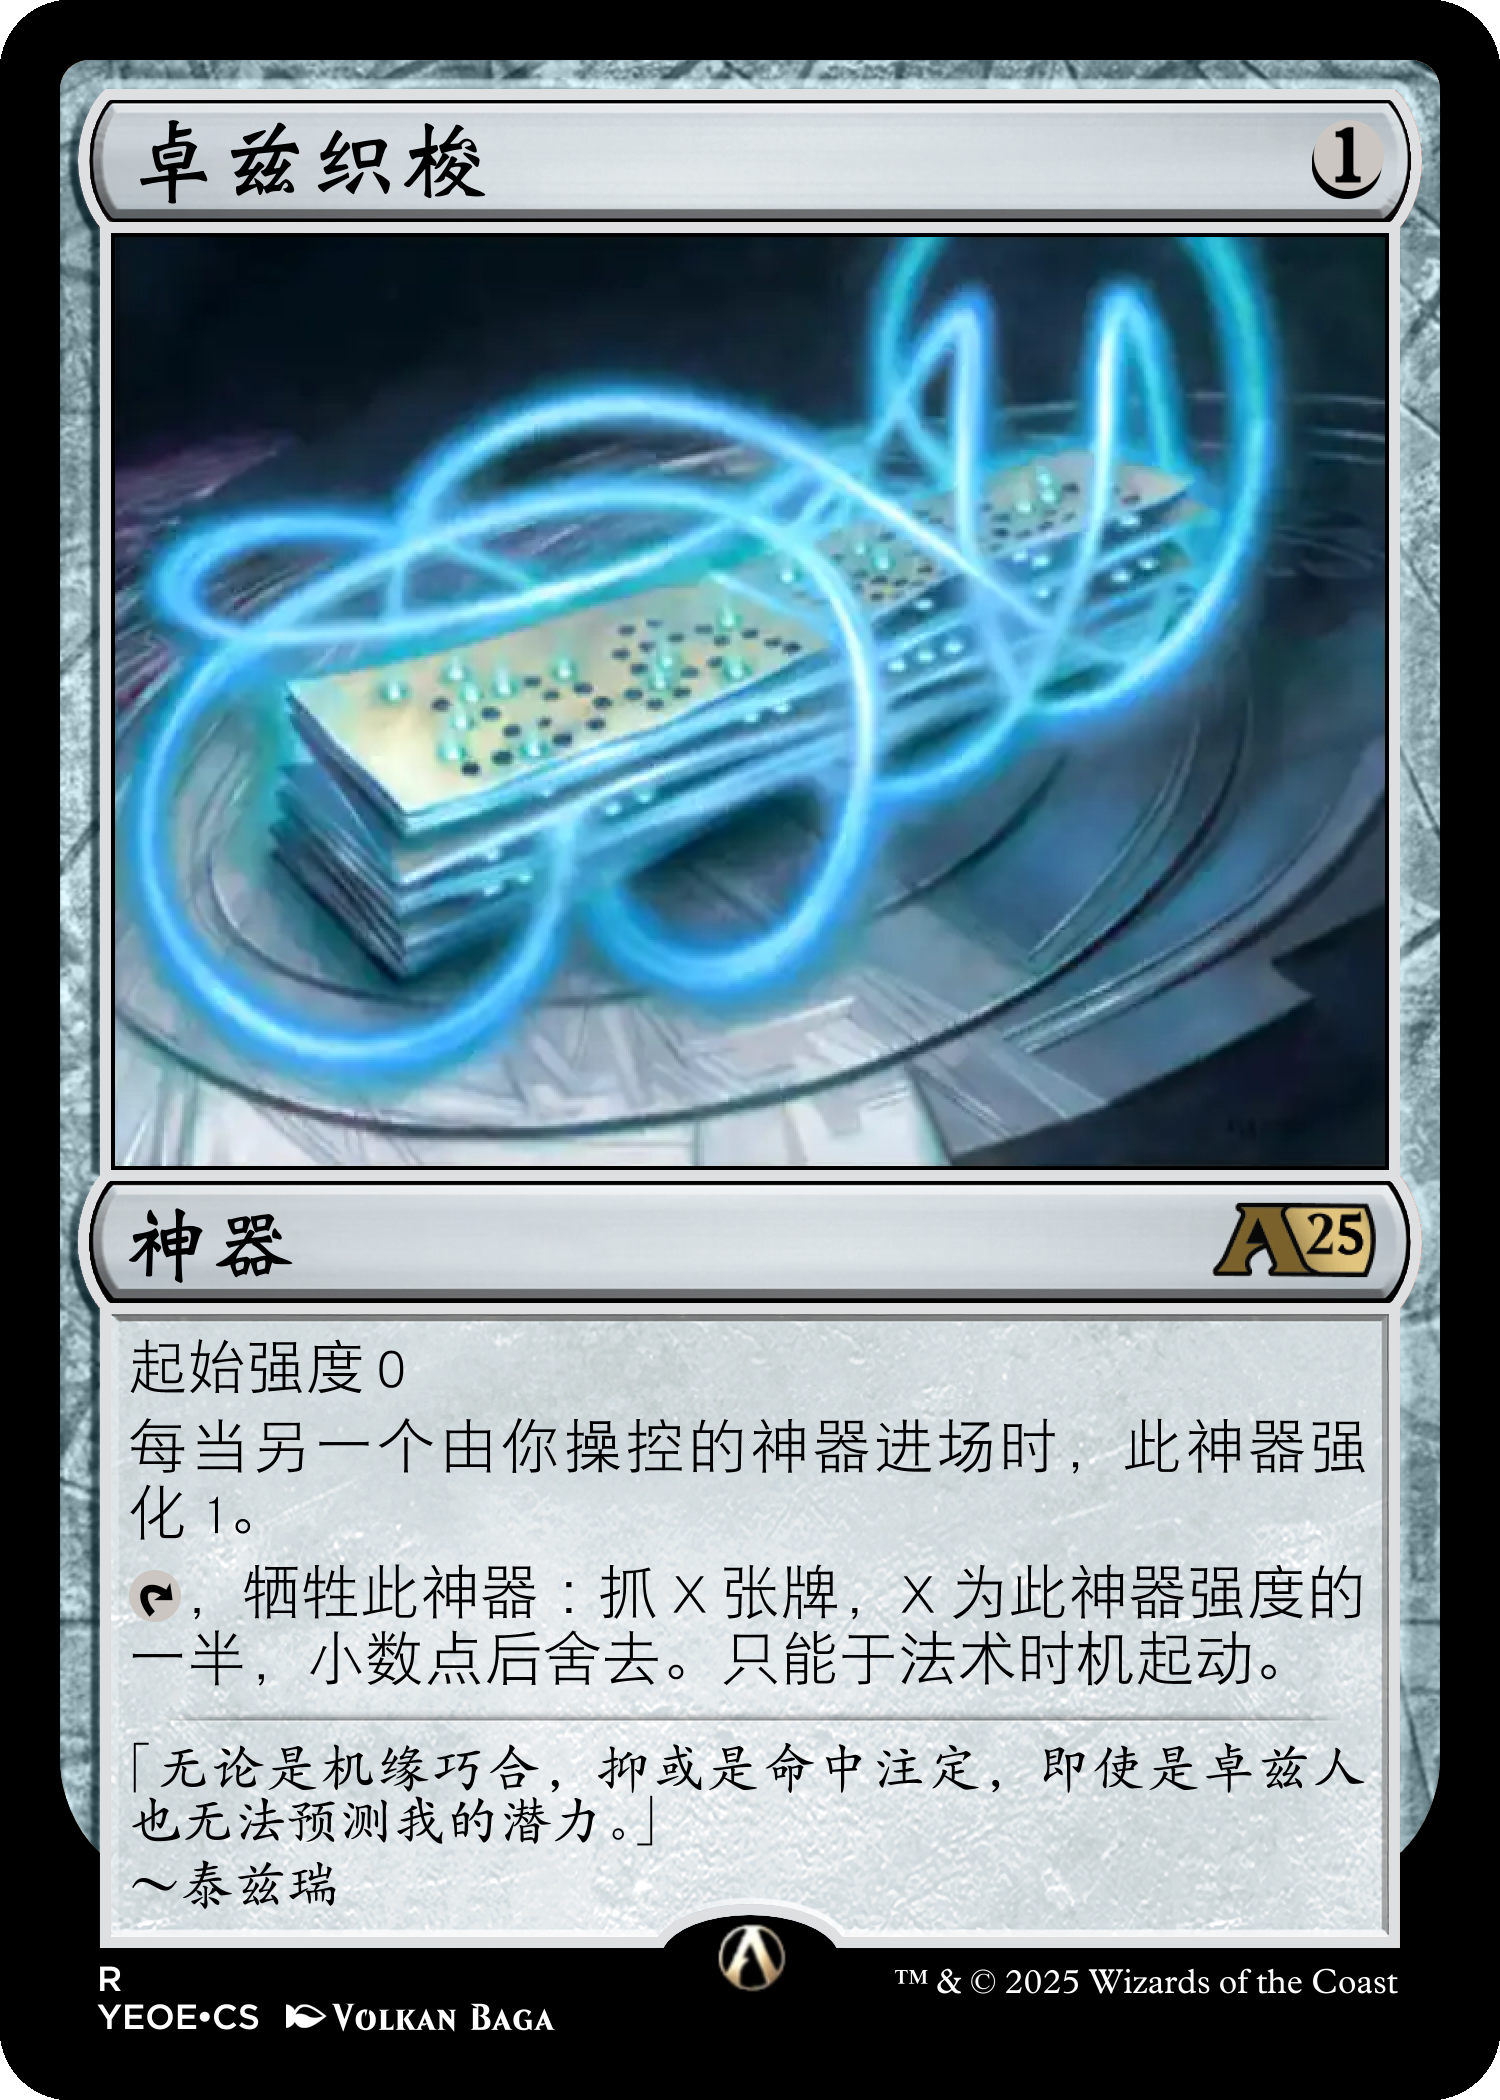 卓兹织梭
1
神器
A25
起始强度0
每当另一个由你操控的神器进场时，此神器强
化 1。
，牺牲此神器：抓 X 张牌，X 为此神器强度的
一半，小数点后舍去。只能于法术时机起动。
「无论是机缘巧合，抑或是命中注定，即使是卓兹人
也无法预测我的潜力。」
～泰兹瑞
R
YEOE•CS VOLKAN BAGA
™ & © 2025 Wizards of the Coast